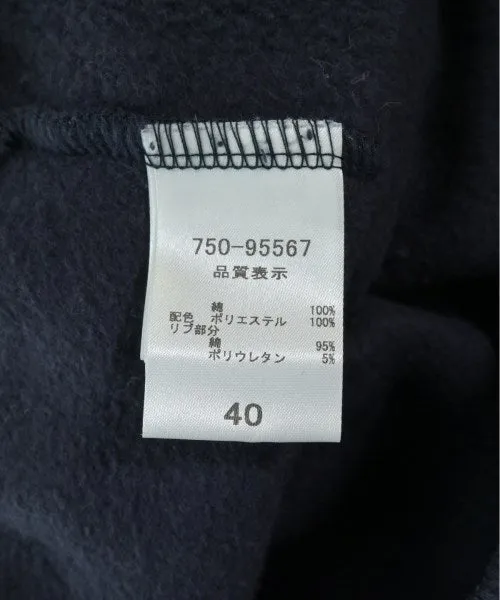 750-95567
品質表示
綿 100%
配色 ポリエステル 100%
リブ部分
綿 95%
ポリウレタン 5%
40